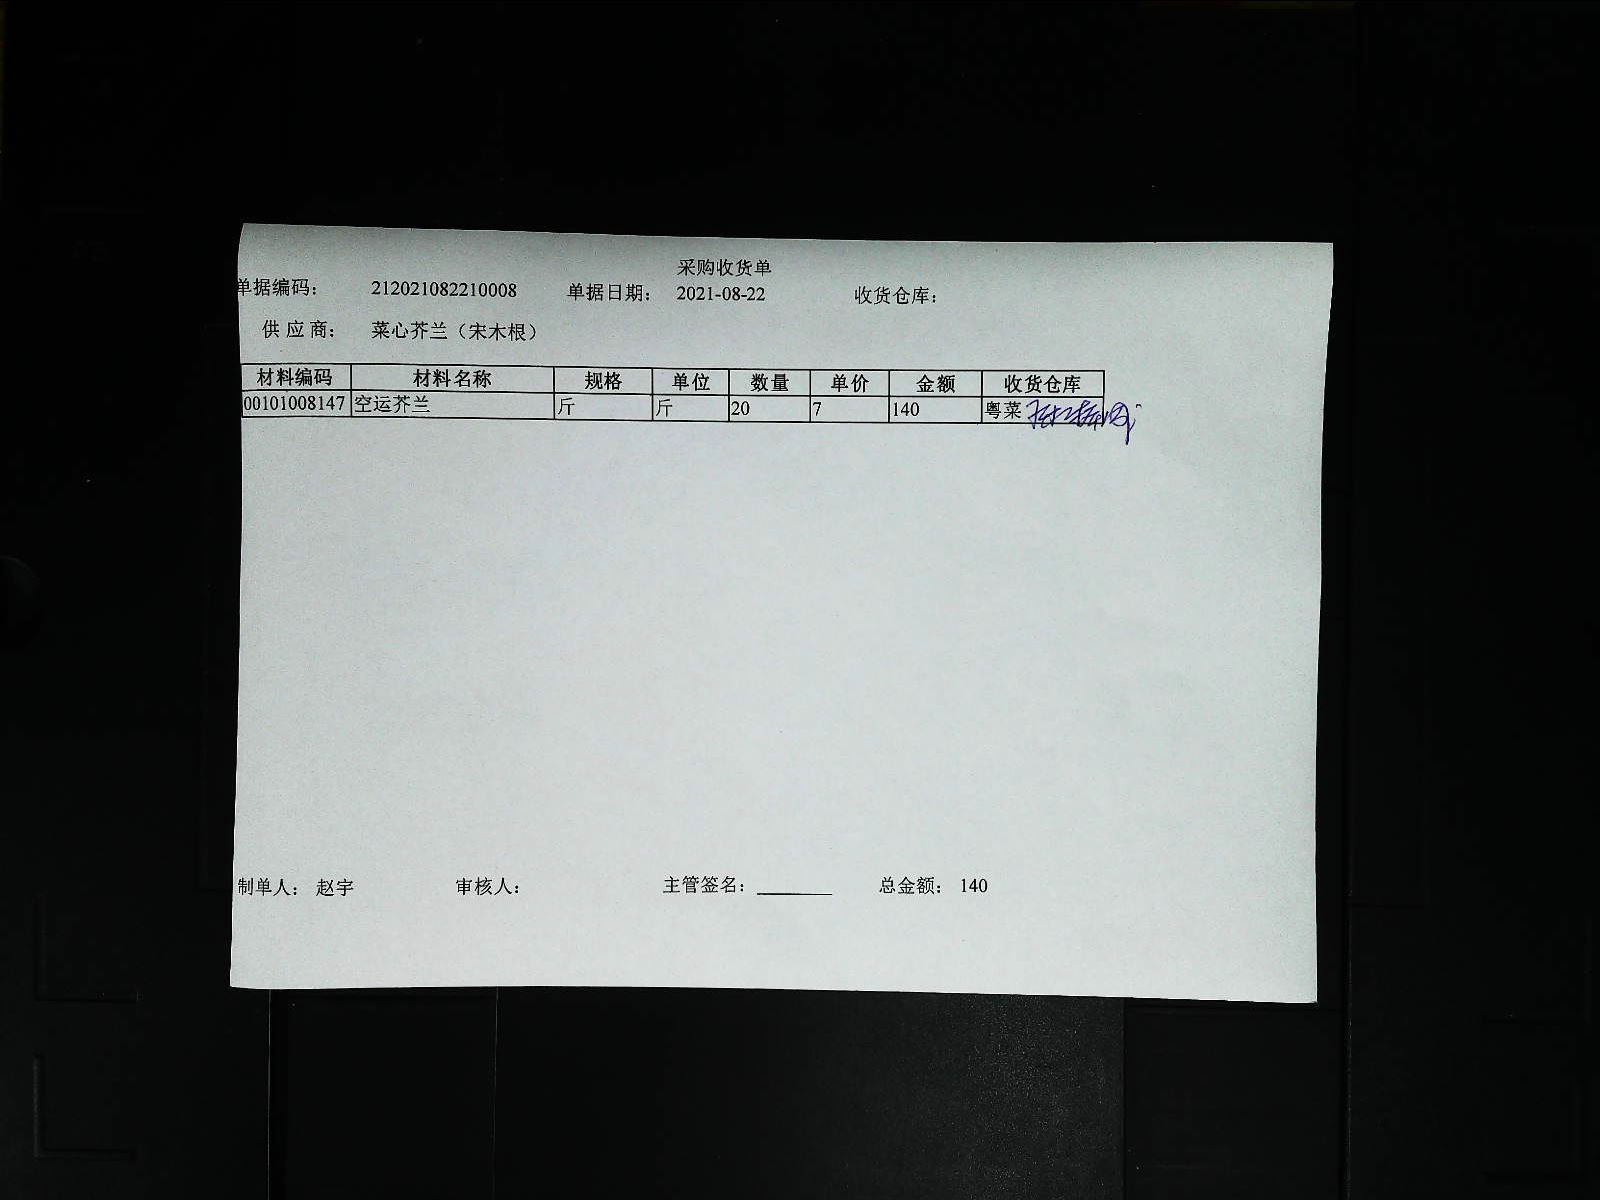 采购收货单
单据编码： 212021082210008 单据日期： 2021-08-22 收货仓库：
供应商： 菜心芥兰（宋木根）
材料编码 材料名称 规格 单位 数量 单价 金额 收货仓库
00101008147 空运芥兰 斤 斤 20 7 140 粤菜
制单人： 赵宇 审核人： 主管签名： 总金额： 140